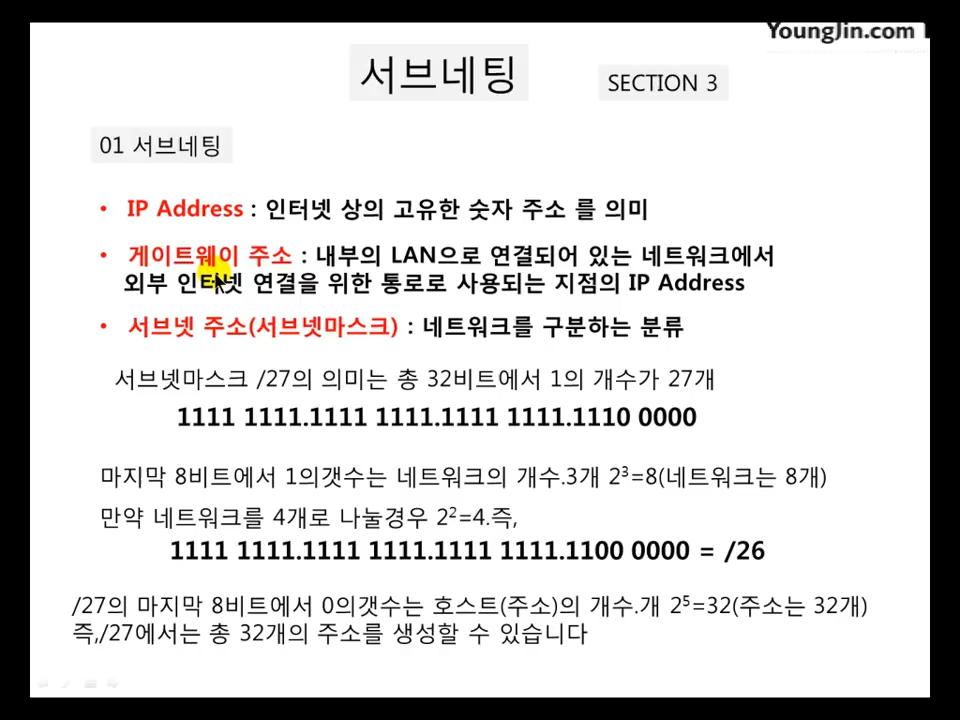 YoungJin.com
서브네팅
SECTION 3
01 서브네팅
• IP Address : 인터넷 상의 고유한 숫자 주소 를 의미
• 게이트웨이 주소 : 내부의 LAN으로 연결되어 있는 네트워크에서
외부 인터넷 연결을 위한 통로로 사용되는 지점의 IP Address
• 서브넷 주소(서브넷마스크) : 네트워크를 구분하는 분류
서브넷마스크 /27의 의미는 총 32비트에서 1의 개수가 27개
1111 1111.1111 1111.1111 1111.1110 0000
마지막 8비트에서 1의갯수는 네트워크의 개수.3개 2³=8(네트워크는 8개)
만약 네트워크를 4개로 나눌경우 2²=4.즉,
1111 1111.1111 1111.1111 1111.1100 0000 = /26
/27의 마지막 8비트에서 0의갯수는 호스트(주소)의 개수.개 2⁵=32(주소는 32개)
즉,/27에서는 총 32개의 주소를 생성할 수 있습니다